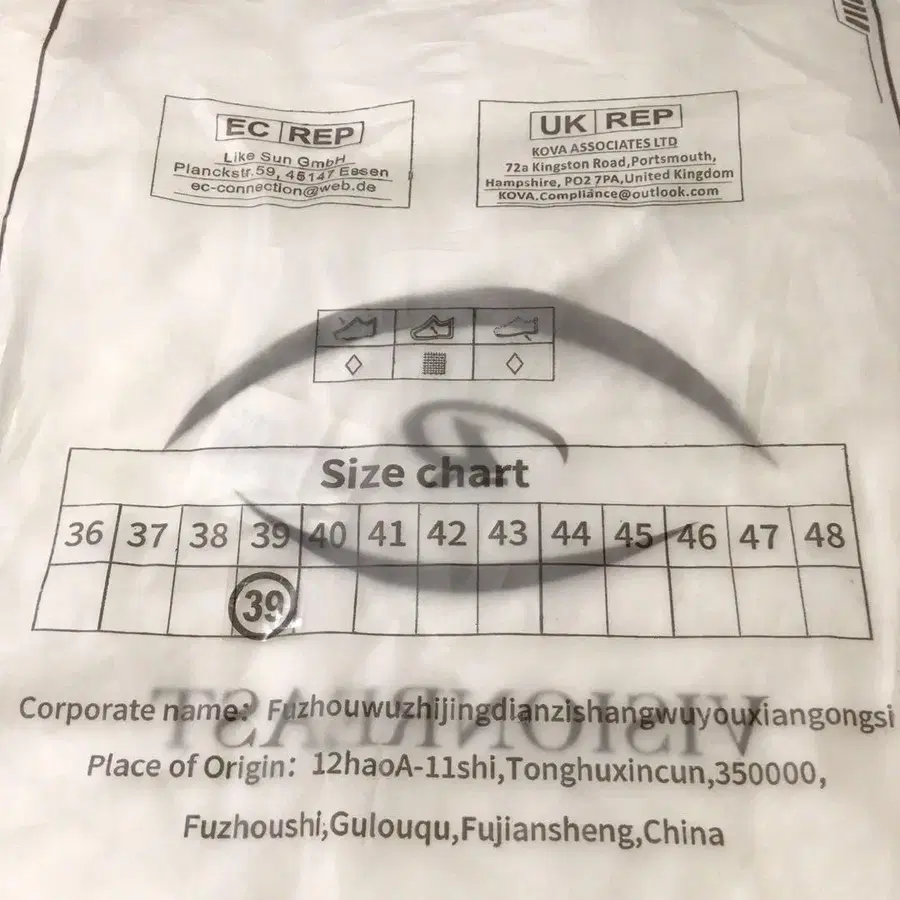 EC REP
Like Sun GmbH
Planckstr.59, 45147 Essen
ec-connection@web.de
UK REP
KOVA ASSOCIATES LTD
72a Kingston Road,Portsmouth,
Hampshire, PO2 7PA,United Kingdom
KOVA.Compliance@outlook.com
Size chart
36 37 38 39 40 41 42 43 44 45 46 47 48
39
VISIONREAST
Corporate name: Fuzhouwuzhijingdianzishangwuyouxiangongsi
Place of Origin: 12haoA-11shi,Tonghuxincun,350000,
Fuzhoushi,Gulouqu,Fujiansheng,China